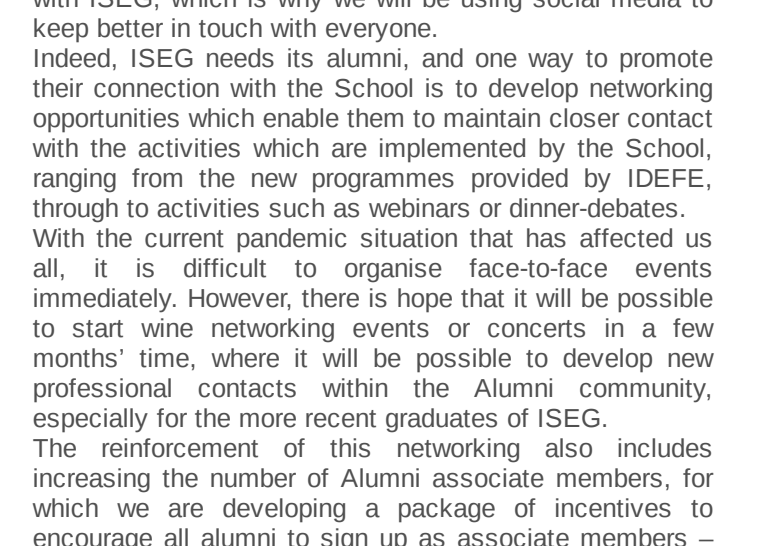 with ISEG, which is why we will be using social media to
keep better in touch with everyone.
Indeed, ISEG needs its alumni, and one way to promote
their connection with the School is to develop networking
opportunities which enable them to maintain closer contact
with the activities which are implemented by the School,
ranging from the new programmes provided by IDEFE,
through to activities such as webinars or dinner-debates.
With the current pandemic situation that has affected us
all, it is difficult to organise face-to-face events
immediately. However, there is hope that it will be possible
to start wine networking events or concerts in a few
months’ time, where it will be possible to develop new
professional contacts within the Alumni community,
especially for the more recent graduates of ISEG.
The reinforcement of this networking also includes
increasing the number of Alumni associate members, for
which we are developing a package of incentives to
encourage all alumni to sign up as associate members –